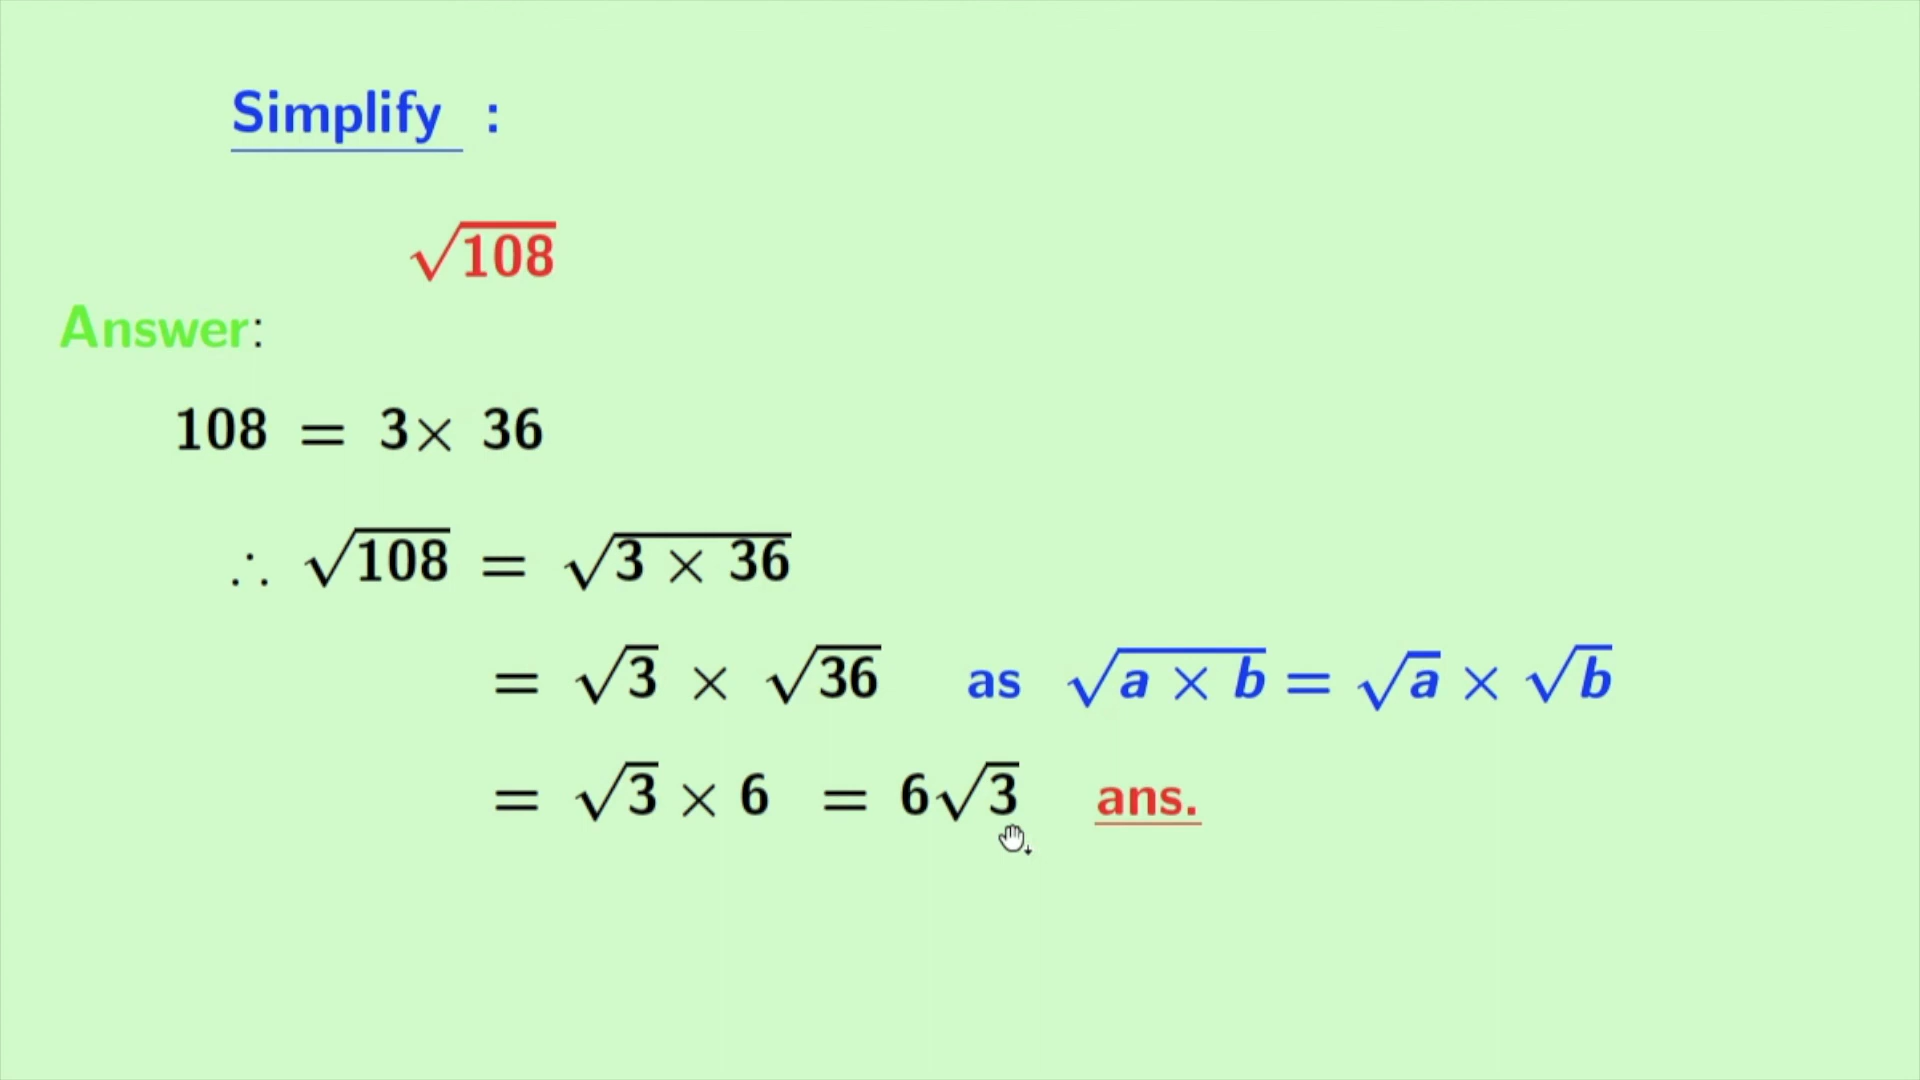 Simplify :
√108
Answer:
108 = 3× 36
∴ √108 = √3 × 36
= √3 × √36 as √a × b = √a × √b
= √3 × 6 = 6√3 ans.